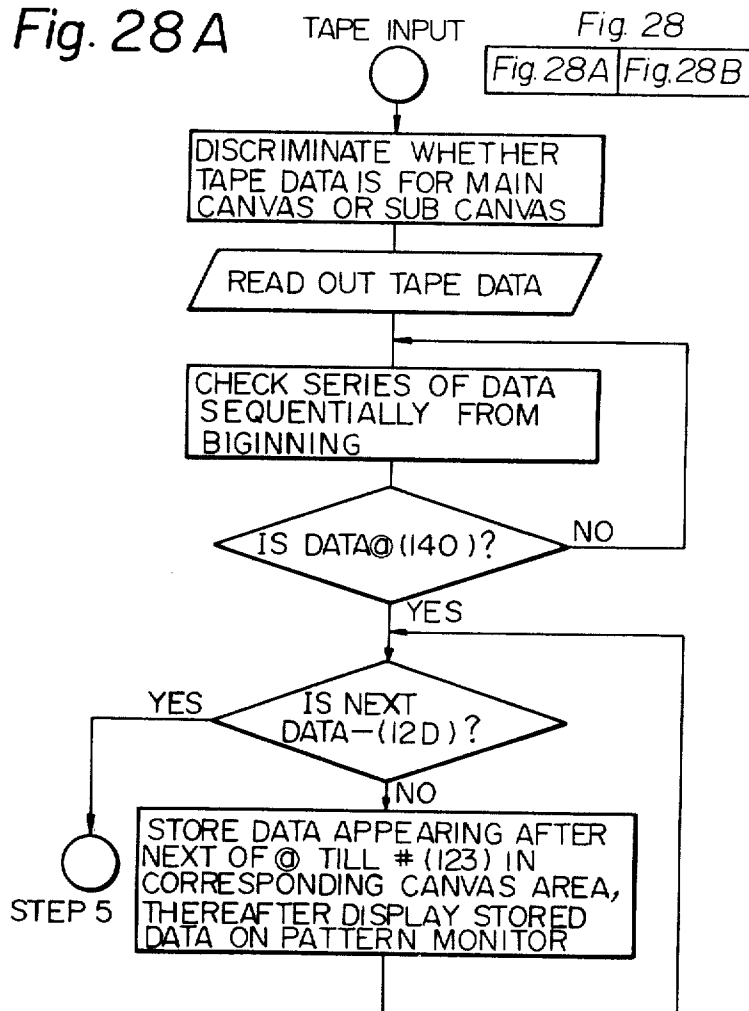 Fig. 28A
TAPE INPUT
Fig. 28
Fig. 28A Fig. 28B
DISCRIMINATE WHETHER
TAPE DATA IS FOR MAIN
CANVAS OR SUB CANVAS
READ OUT TAPE DATA
CHECK SERIES OF DATA
SEQUENTIALLY FROM
BIGINNING
IS DATA@(140)?
NO
YES
IS NEXT
DATA-(12D)?
YES
NO
STORE DATA APPEARING AFTER
NEXT OF @ TILL #(123) IN
CORRESPONDING CANVAS AREA,
THEREAFTER DISPLAY STORED
DATA ON PATTERN MONITOR
STEP 5